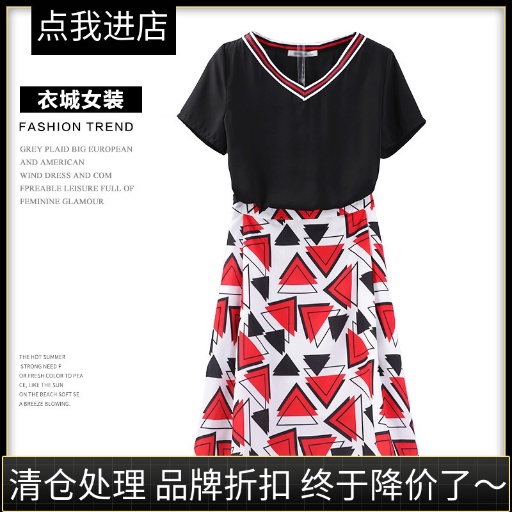 点我进店
衣城女装
FASHION TREND
GREY PLAID BIG EUROPEAN
AND AMERICAN
WIND DRESS AND COM
FPREABLE LEISURE FULL OF
FEMININE GLAMOUR
THE HOT SUMMER
STRONG NEED F
OR FRESH COLOR TO PEA
CE, LIKE THE SUN
ON THE BEACH SOFT SE
A BREEZE BLOWING.
清仓处理 品牌折扣 终于降价了～